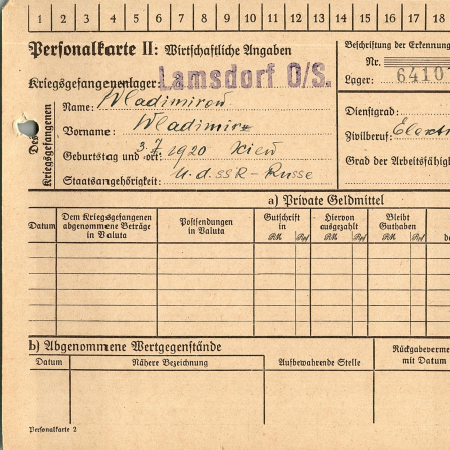 1 2 3 4 5 6 7 8 9 10 11 12 13 14 15 16 17 18
Personalkarte II: Wirtschaftliche Angaben
Beschriftung der Erkennung
Nr. 6410
Kriegsgefangenenlager: Lamsdorf O/S.
Lager:
Des Kriegsgefangenen
Name: Wladimirow
Vorname: Wladimir
Geburtstag und -ort: 3.7.1920 Kiew
Staatsangehörigkeit: U.d.SSR - Russe
Dienstgrad:
Zivilberuf: Elektr
Grad der Arbeitsfähig
a) Private Geldmittel
Datum
Dem Kriegsgefangenen abgenommene Beträge in Valuta
Postsendungen in Valuta
Gutschrift in
RM Rpf
Hiervon ausgezahlt
RM Rpf
Bleibt Guthaben
RM Rpf
b) Abgenommene Wertgegenstände
Datum
Nähere Bezeichnung
Aufbewahrende Stelle
Rückgabeverme
mit Datum
Personalkarte 2